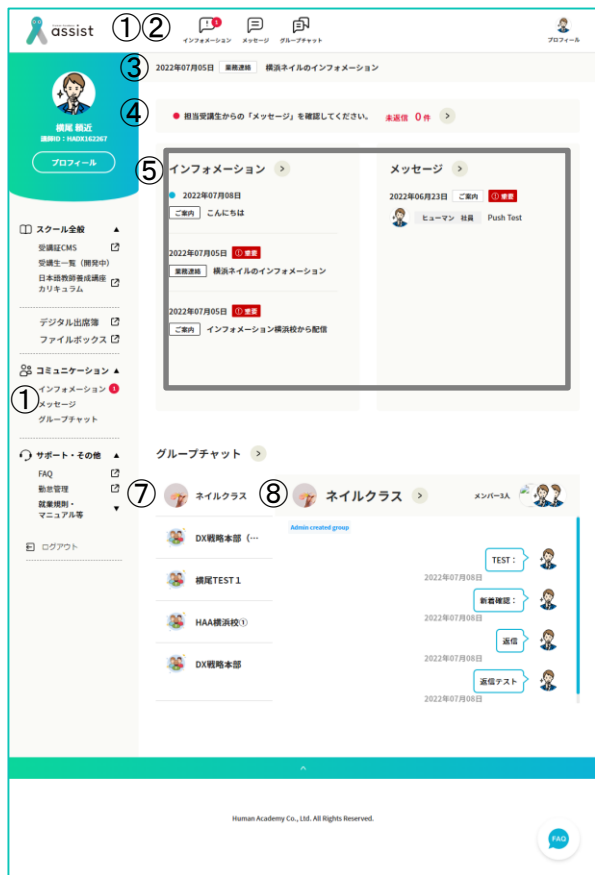 Human Academy
assist
①②
インフォメーション メッセージ グループチャット
1
プロフィール
③ 2022年07月05日 業務連絡 横浜ネイルのインフォメーション
④ 担当受講生からの「メッセージ」を確認してください。 未返信 0 件
横尾 頼近
講師ID：HADX162267
プロフィール
⑤
インフォメーション
2022年07月08日
ご案内 こんにちは
2022年07月05日 重要
業務連絡 横浜ネイルのインフォメーション
2022年07月05日 重要
ご案内 インフォメーション横浜校から配信
メッセージ
2022年06月23日 ご案内 重要
ヒューマン 社員 Push Test
スクール全般 ▲
受講証CMS
受講生一覧（開発中）
日本語教師養成講座
カリキュラム
デジタル出席簿
ファイルボックス
コミュニケーション ▲
インフォメーション 1
① メッセージ
グループチャット
サポート・その他 ▲
FAQ
勤怠管理
就業規則・
マニュアル等 ▼
ログアウト
グループチャット
⑦ ネイルクラス
DX戦略本部（…
横尾TEST１
HAA横浜校①
DX戦略本部
⑧ ネイルクラス メンバー3人
Admin created group
TEST：
2022年07月08日
新着確認：
2022年07月08日
返信
2022年07月08日
返信テスト
2022年07月08日
Human Academy Co., Ltd. All Rights Reserved.
FAQ